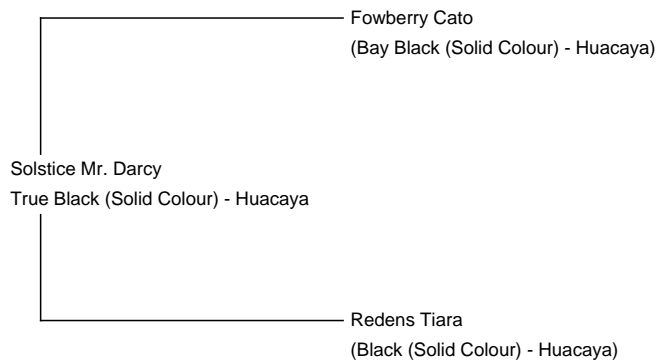 Fowberry Cato
(Bay Black (Solid Colour) - Huacaya)
Solstice Mr. Darcy
True Black (Solid Colour) - Huacaya
Redens Tiara
(Black (Solid Colour) - Huacaya)